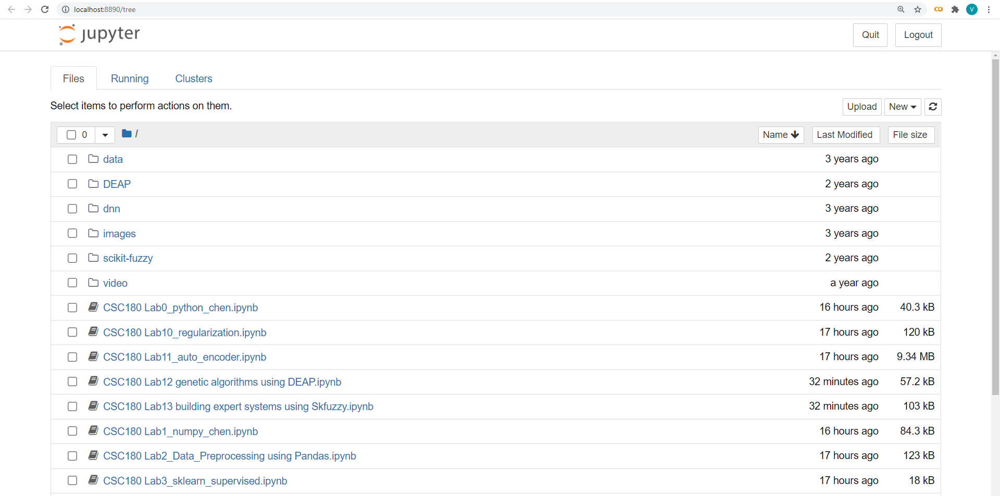 localhost:8890/tree
V
jupyter
Quit Logout
Files Running Clusters
Select items to perform actions on them.
Upload New
0 / Name Last Modified File size
data 3 years ago
DEAP 2 years ago
dnn 3 years ago
images 3 years ago
scikit-fuzzy 2 years ago
video a year ago
CSC180 Lab0_python_chen.ipynb 16 hours ago 40.3 kB
CSC180 Lab10_regularization.ipynb 17 hours ago 120 kB
CSC180 Lab11_auto_encoder.ipynb 17 hours ago 9.34 MB
CSC180 Lab12 genetic algorithms using DEAP.ipynb 32 minutes ago 57.2 kB
CSC180 Lab13 building expert systems using Skfuzzy.ipynb 32 minutes ago 103 kB
CSC180 Lab1_numpy_chen.ipynb 16 hours ago 84.3 kB
CSC180 Lab2_Data_Preprocessing using Pandas.ipynb 17 hours ago 123 kB
CSC180 Lab3_sklearn_supervised.ipynb 17 hours ago 18 kB